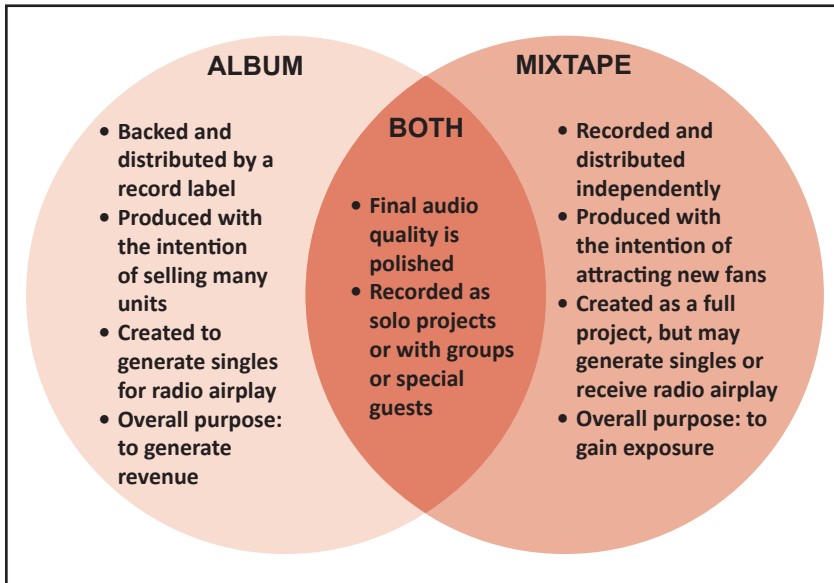 ALBUM
• Backed and
distributed by a
record label
• Produced with
the intention
of selling many
units
• Created to
generate singles
for radio airplay
• Overall purpose:
to generate
revenue
BOTH
• Final audio
quality is
polished
• Recorded as
solo projects
or with groups
or special
guests
MIXTAPE
• Recorded and
distributed
independently
• Produced with
the intention of
attracting new fans
• Created as a full
project, but may
generate singles or
receive radio airplay
• Overall purpose: to
gain exposure